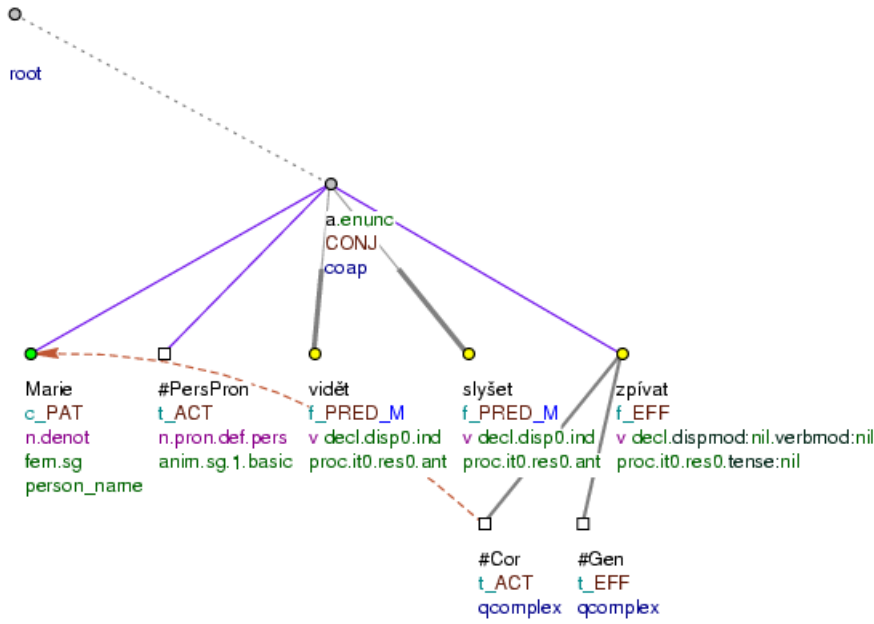 root
a.enunc
CONJ
coap
Marie
c_PAT
n.denot
fem.sg
person_name
#PersPron
t_ACT
n.pron.def.pers
anim.sg.1.basic
vidět
f_PRED_M
v decl.disp0.ind
proc.it0.res0.ant
slyšet
f_PRED_M
v decl.disp0.ind
proc.it0.res0.ant
zpívat
f_EFF
v decl.dispmod:nil.verbmod:nil
proc.it0.res0.tense:nil
#Cor
t_ACT
qcomplex
#Gen
t_EFF
qcomplex